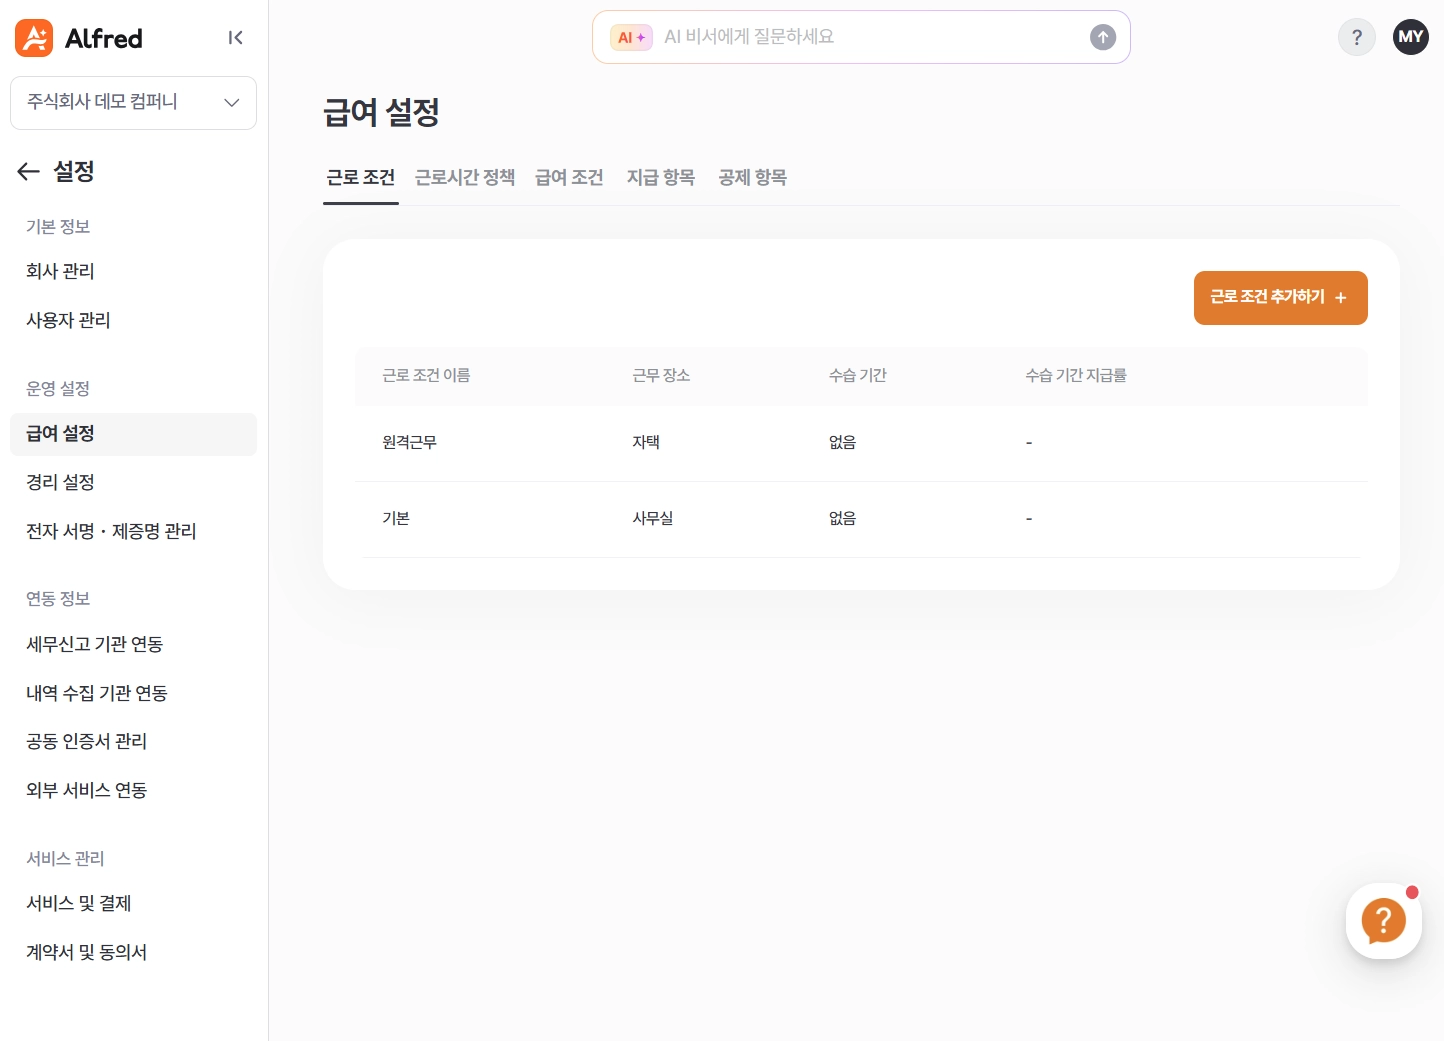 Alfred
AI AI 비서에게 질문하세요
? MY
주식회사 데모 컴퍼니
설정
기본 정보
회사 관리
사용자 관리
운영 설정
급여 설정
경리 설정
전자 서명・제증명 관리
연동 정보
세무신고 기관 연동
내역 수집 기관 연동
공동 인증서 관리
외부 서비스 연동
서비스 관리
서비스 및 결제
계약서 및 동의서
급여 설정
근로 조건 근로시간 정책 급여 조건 지급 항목 공제 항목
근로 조건 추가하기 +
근로 조건 이름 근무 장소 수습 기간 수습 기간 지급률
원격근무 자택 없음 -
기본 사무실 없음 -
?